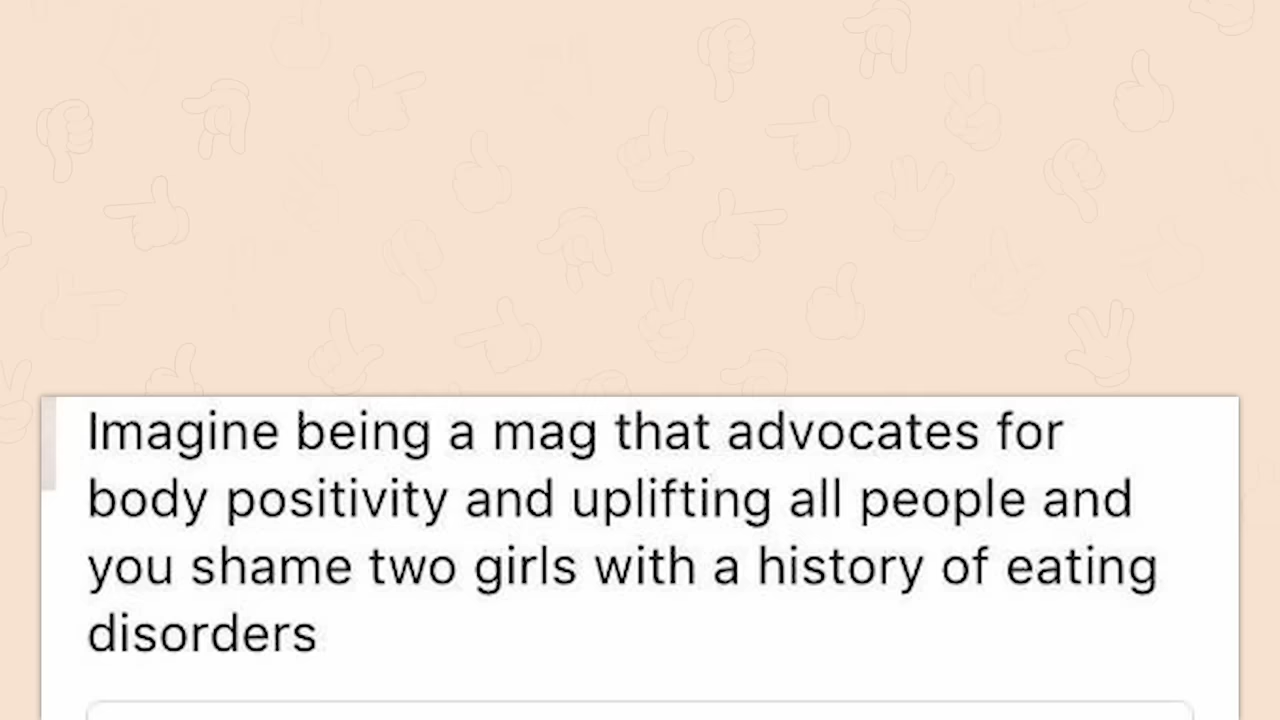 Imagine being a mag that advocates for
body positivity and uplifting all people and
you shame two girls with a history of eating
disorders